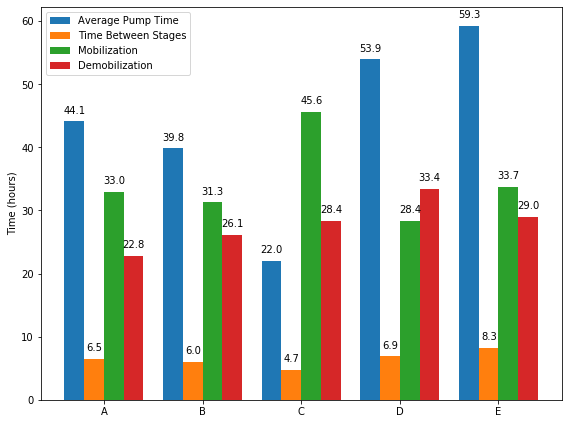 Average Pump Time
Time Between Stages
Mobilization
Demobilization
Time (hours)
60
50
40
30
20
10
0
44.1
6.5
33.0
22.8
39.8
6.0
31.3
26.1
22.0
4.7
45.6
28.4
53.9
6.9
28.4
33.4
59.3
8.3
33.7
29.0
A
B
C
D
E